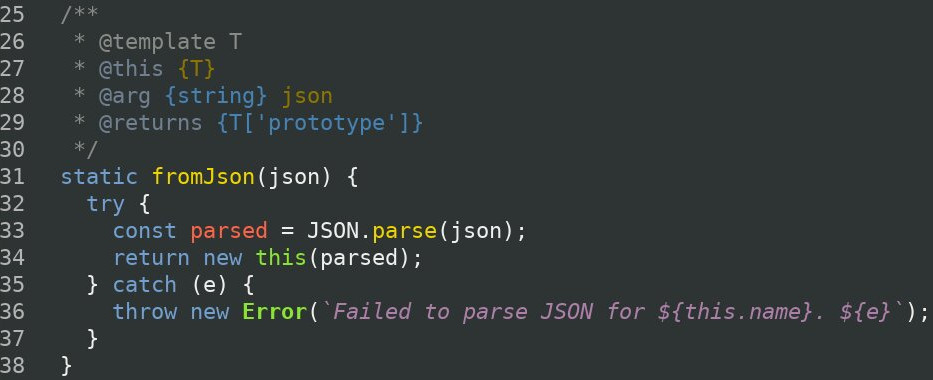 25 /**
26  * @template T
27  * @this {T}
28  * @arg {string} json
29  * @returns {T['prototype']}
30  */
31 static fromJson(json) {
32   try {
33     const parsed = JSON.parse(json);
34     return new this(parsed);
35   } catch (e) {
36     throw new Error(`Failed to parse JSON for ${this.name}. ${e}`);
37   }
38 }